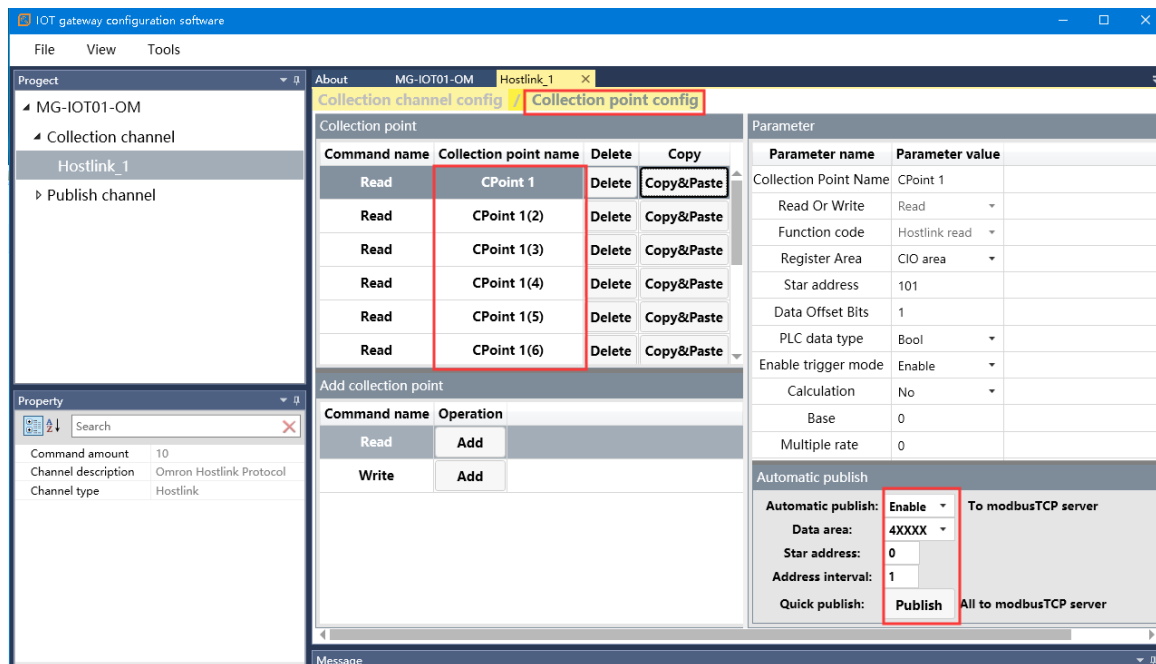 IOT gateway configuration software
File View Tools
Progect
MG-IOT01-OM
Collection channel
Hostlink_1
Publish channel
Property
Search
Command amount 10
Channel description Omron Hostlink Protocol
Channel type Hostlink
About MG-IOT01-OM Hostlink_1
Collection channel config / Collection point config
Collection point
Command name Collection point name Delete Copy
Read CPoint 1 Delete Copy&Paste
Read CPoint 1(2) Delete Copy&Paste
Read CPoint 1(3) Delete Copy&Paste
Read CPoint 1(4) Delete Copy&Paste
Read CPoint 1(5) Delete Copy&Paste
Read CPoint 1(6) Delete Copy&Paste
Add collection point
Command name Operation
Read Add
Write Add
Parameter
Parameter name Parameter value
Collection Point Name CPoint 1
Read Or Write Read
Function code Hostlink read
Register Area CIO area
Star address 101
Data Offset Bits 1
PLC data type Bool
Enable trigger mode Enable
Calculation No
Base 0
Multiple rate 0
Automatic publish
Automatic publish: Enable To modbusTCP server
Data area: 4XXXX
Star address: 0
Address interval: 1
Quick publish: Publish All to modbusTCP server
Message